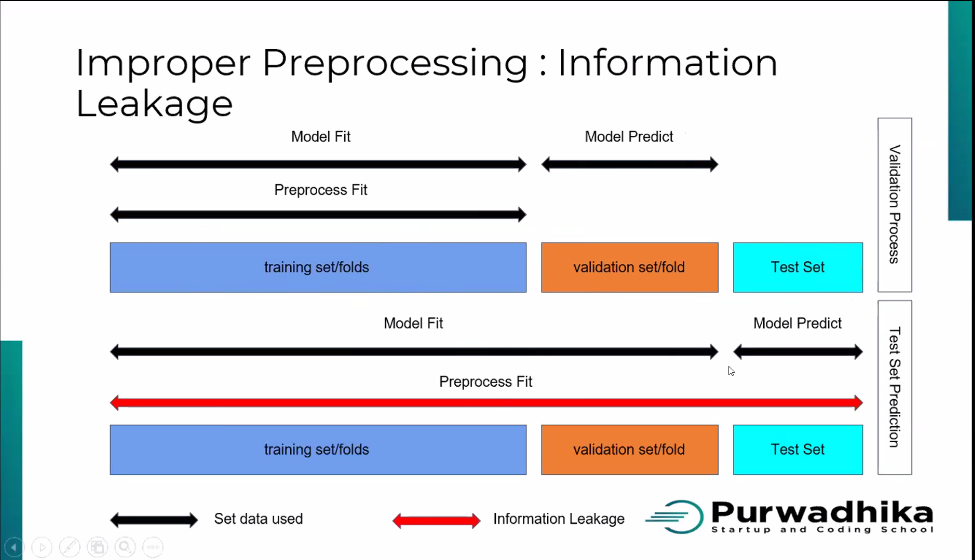 Improper Preprocessing : Information
Leakage
Model Fit
Model Predict
Preprocess Fit
training set/folds
validation set/fold
Test Set
Validation Process
Model Fit
Model Predict
Preprocess Fit
training set/folds
validation set/fold
Test Set
Test Set Prediction
Set data used
Information Leakage
Purwadhika
Startup and Coding School